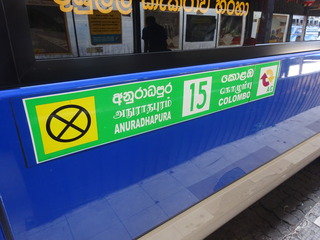 අනුරාධපුර
அநுராதபுரம்
ANURADHAPURA
15
කොළඹ
கொழும்பு
COLOMBO